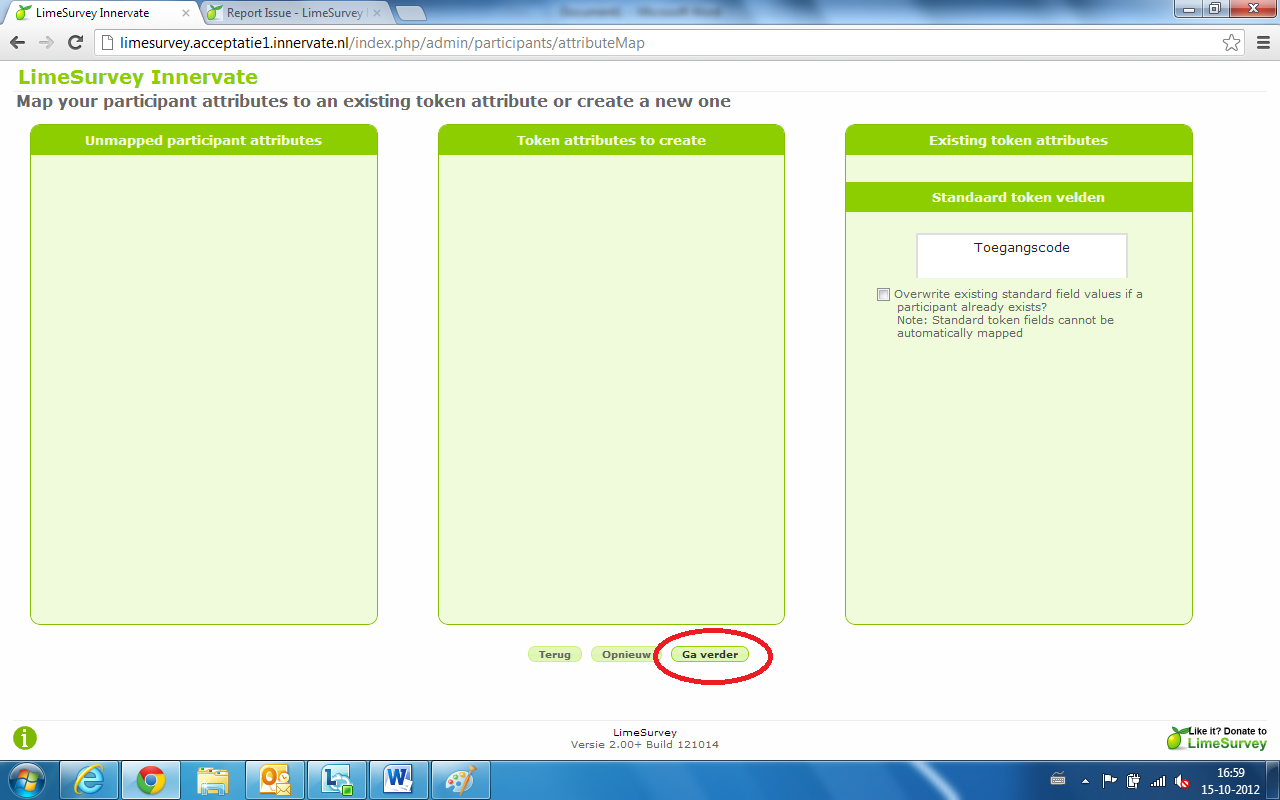 LimeSurvey Innervate
Report Issue - LimeSurvey
limesurvey.acceptatie1.innervate.nl/index.php/admin/participants/attributeMap
LimeSurvey Innervate
Map your participant attributes to an existing token attribute or create a new one
Unmapped participant attributes
Token attributes to create
Existing token attributes
Standaard token velden
Toegangscode
Overwrite existing standard field values if a
participant already exists?
Note: Standard token fields cannot be
automatically mapped
Terug
Opnieuw
Ga verder
LimeSurvey
Versie 2.00+ Build 121014
Like it? Donate to
LimeSurvey
16:59
15-10-2012